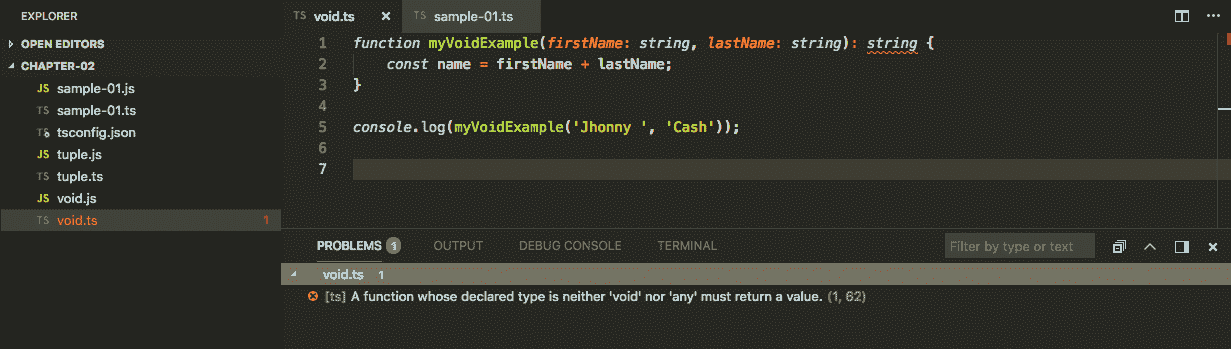 EXPLORER
OPEN EDITORS
CHAPTER-02
JS sample-01.js
TS sample-01.ts
tsconfig.json
JS tuple.js
TS tuple.ts
JS void.js
TS void.ts 1
TS void.ts × TS sample-01.ts
1 function myVoidExample(firstName: string, lastName: string): string {
2 const name = firstName + lastName;
3 }
4
5 console.log(myVoidExample('Jhonny ', 'Cash'));
6
7
PROBLEMS 1 OUTPUT DEBUG CONSOLE TERMINAL Filter by type or text
void.ts 1
[ts] A function whose declared type is neither 'void' nor 'any' must return a value. (1, 62)